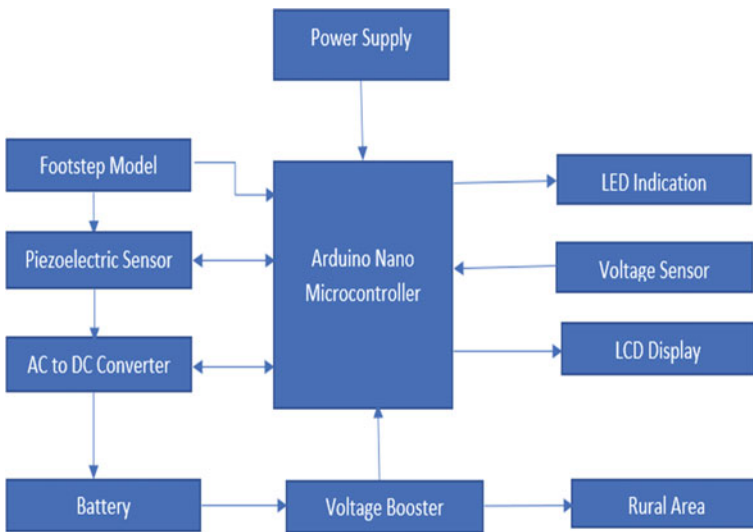 Power Supply
Footstep Model
LED Indication
Piezoelectric Sensor
Arduino Nano
Microcontroller
Voltage Sensor
AC to DC Converter
LCD Display
Battery
Voltage Booster
Rural Area